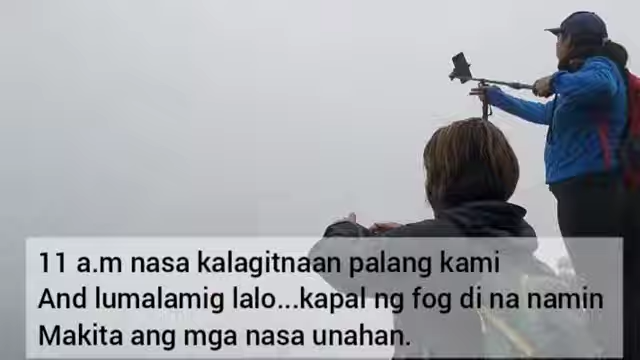 11 a.m nasa kalagitnaan palang kami
And lumalamig lalo...kapal ng fog di na namin
Makita ang mga nasa unahan.